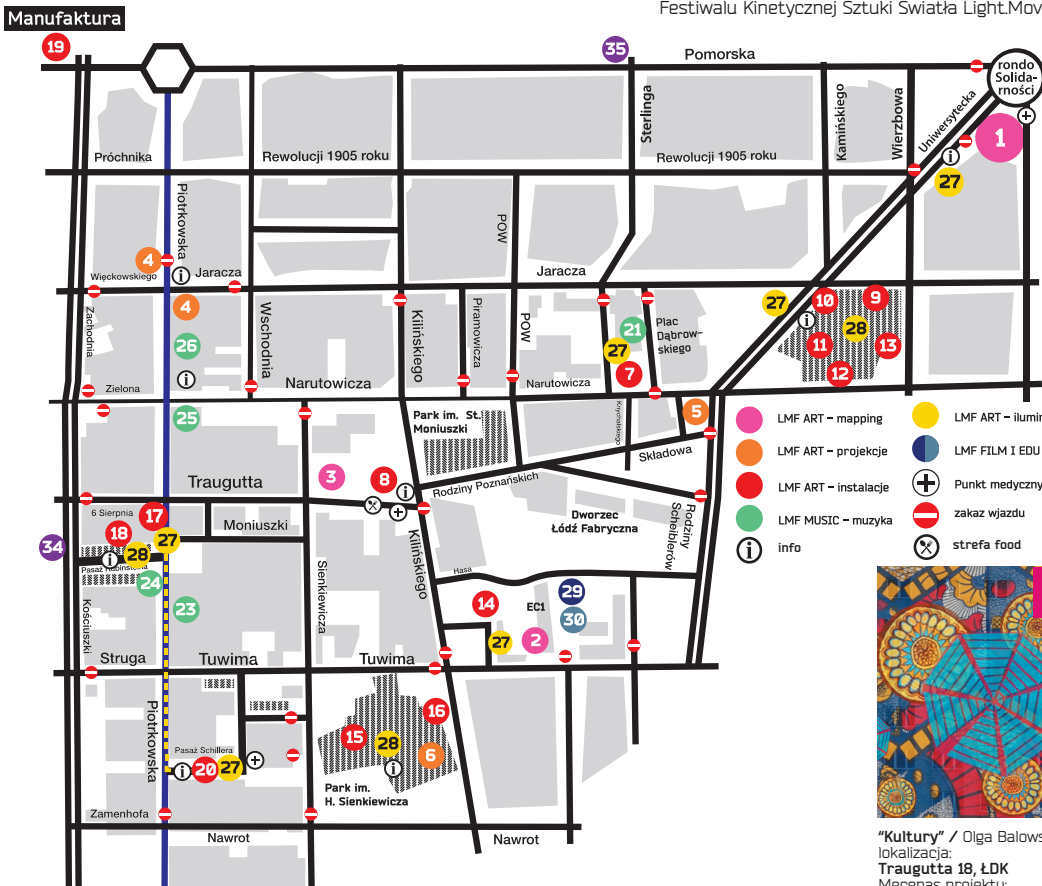 Festiwalu Kinetycznej Sztuki Światła Light.Mov
Manufaktura
19
35
Pomorska
rondo
Solida-
rności
Sterlinga
Kamińskiego
Wierzbowa
Uniwersytecka
1
27
Próchnika
Rewolucji 1905 roku
Rewolucji 1905 roku
Piotrkowska
POW
4
Więckowskiego
Jaracza
Jaracza
4
26
Zachodnia
Wschodnia
Kilińskiego
Piramowicza
POW
21
27
7
Plac
Dąbrow-
skiego
27
10
9
28
11
13
12
Zielona
Narutowicza
Narutowicza
25
Park im. St.
Moniuszki
5
Składowa
Traugutta
3
8
Rodziny Poznańskich
6 Sierpnia
17
Moniuszki
18
28
27
34
24
23
Kościuszki
Sienkiewicza
Kilińskiego
Dworzec
Łódź Fabryczna
Rodziny
Scheiblerów
Hasa
14
EC1
29
30
27
2
Struga
Tuwima
Tuwima
Piotrkowska
Pasaż Schillera
20
27
15
28
16
6
Park im.
H. Sienkiewicza
Zamenhofa
Nawrot
Nawrot
LMF ART – mapping
LMF ART – projekcje
LMF ART – instalacje
LMF MUSIC – muzyka
info
LMF ART – ilumin
LMF FILM I EDU
Punkt medyczny
zakaz wjazdu
strefa food
"Kultury" / Olga Balows
lokalizacja:
Traugutta 18, ŁDK
Mecenas projektu: